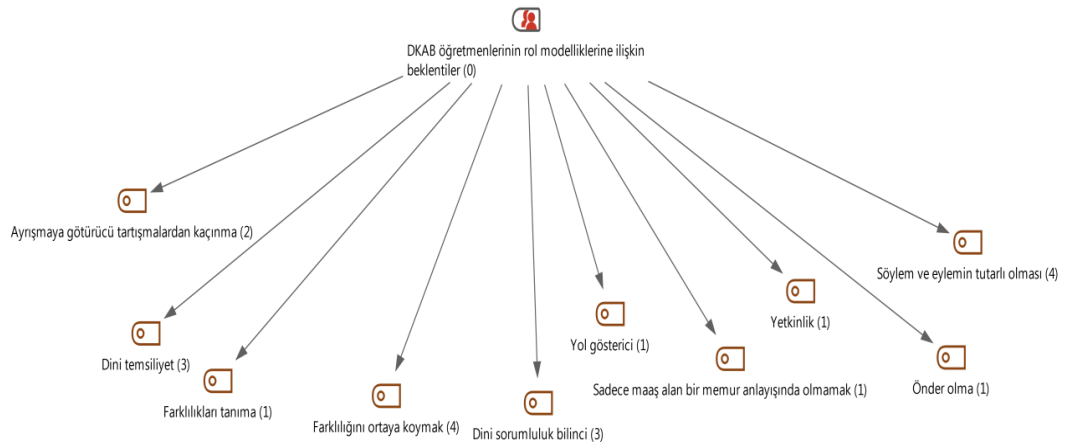 DKAB öğretmenlerinin rol modelliklerine ilişkin
beklentiler (0)
Ayrışmaya götürücü tartışmalardan kaçınma (2)
Söylem ve eylemin tutarlı olması (4)
Yetkinlik (1)
Yol gösterici (1)
Dini temsiliyet (3)
Sadece maaş alan bir memur anlayışında olmamak (1)
Önder olma (1)
Farklılıkları tanıma (1)
Farklılığını ortaya koymak (4)
Dini sorumluluk bilinci (3)